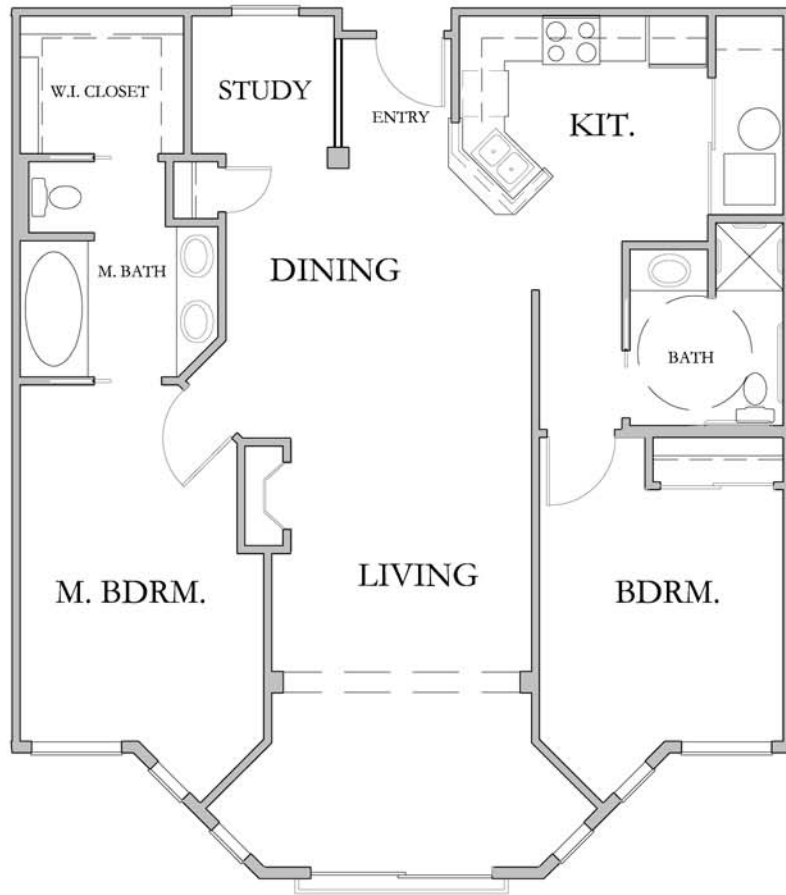 W.I. CLOSET
STUDY
ENTRY
KIT.
M. BATH
DINING
BATH
M. BDRM.
LIVING
BDRM.